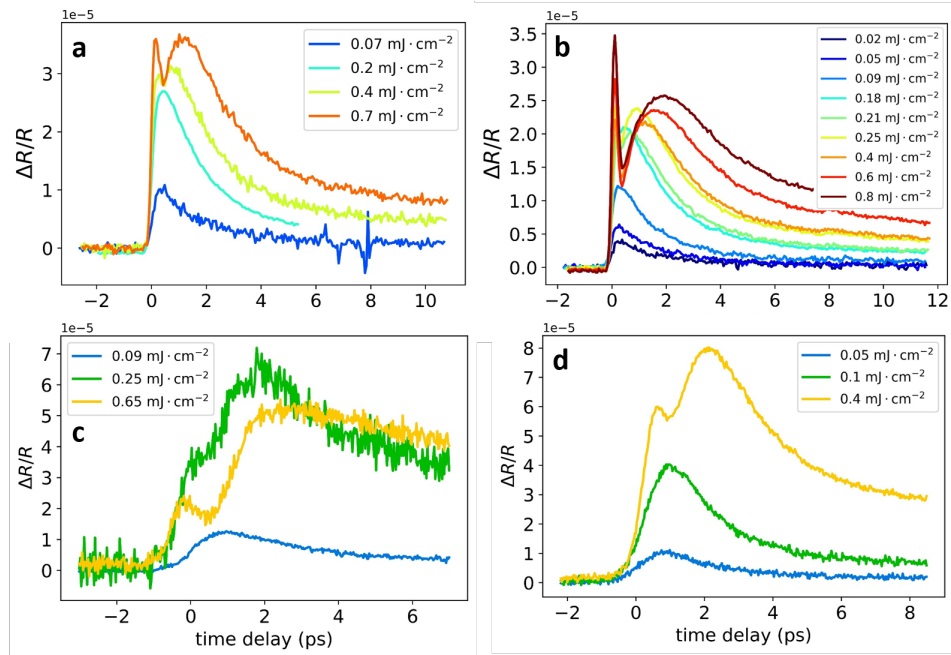 1e−5
a
0.07 mJ · cm⁻²
0.2 mJ · cm⁻²
0.4 mJ · cm⁻²
0.7 mJ · cm⁻²
ΔR/R
3
2
1
0
−2 0 2 4 6 8 10
1e−5
b
0.02 mJ · cm⁻²
0.05 mJ · cm⁻²
0.09 mJ · cm⁻²
0.18 mJ · cm⁻²
0.21 mJ · cm⁻²
0.25 mJ · cm⁻²
0.4 mJ · cm⁻²
0.6 mJ · cm⁻²
0.8 mJ · cm⁻²
ΔR/R
3.5
3.0
2.5
2.0
1.5
1.0
0.5
0.0
−2 0 2 4 6 8 10 12
1e−5
0.09 mJ · cm⁻²
0.25 mJ · cm⁻²
0.65 mJ · cm⁻²
c
ΔR/R
7
6
5
4
3
2
1
0
−2 0 2 4 6
time delay (ps)
1e−5
d
0.05 mJ · cm⁻²
0.1 mJ · cm⁻²
0.4 mJ · cm⁻²
ΔR/R
8
7
6
5
4
3
2
1
0
−2 0 2 4 6 8
time delay (ps)